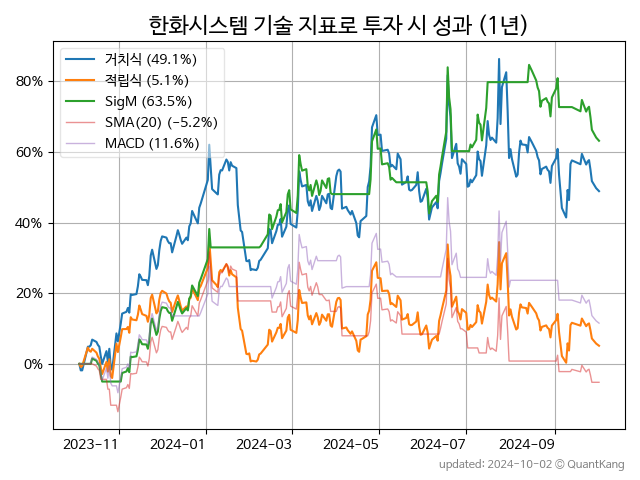 한화시스템 기술 지표로 투자 시 성과 (1년)
거치식 (49.1%)
적립식 (5.1%)
SigM (63.5%)
SMA(20) (−5.2%)
MACD (11.6%)
80%
60%
40%
20%
0%
2023-11 2024-01 2024-03 2024-05 2024-07 2024-09
updated: 2024-10-02 © QuantKang